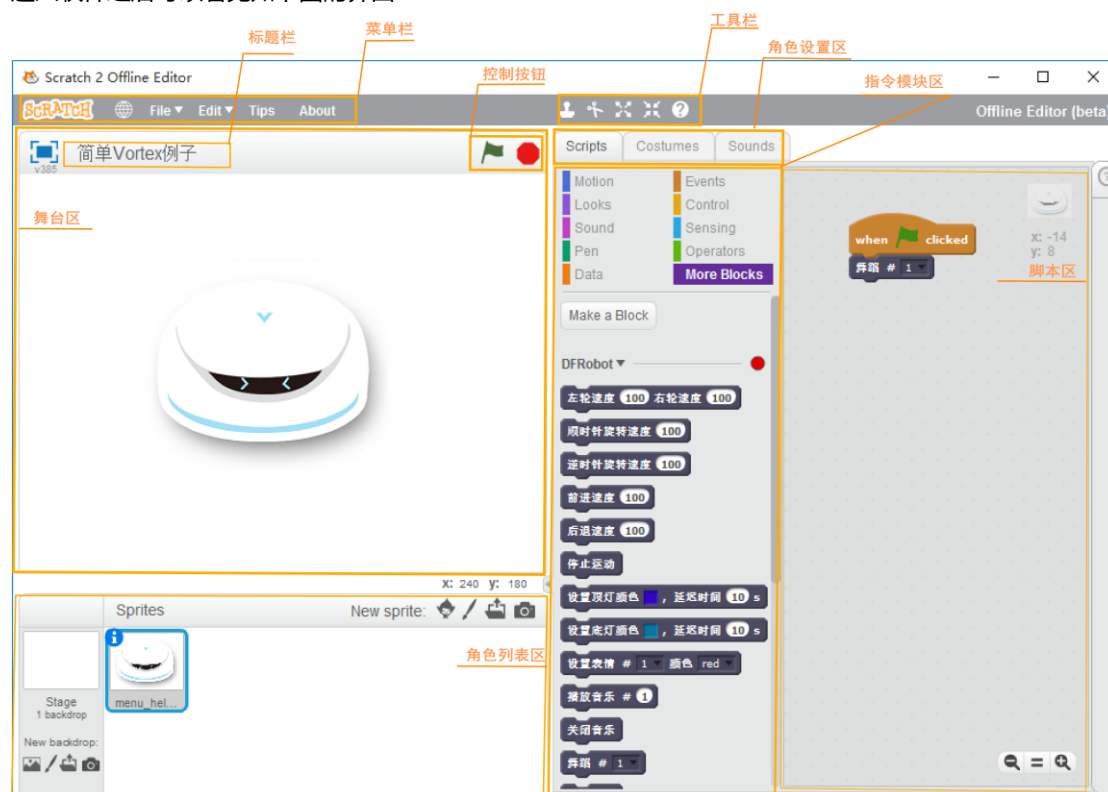 标题栏
菜单栏
工具栏
角色设置区
控制按钮
指令模块区
Scratch 2 Offline Editor
SCRATCH File Edit Tips About
Offline Editor (beta)
简单Vortex例子
v385
舞台区
Scripts Costumes Sounds
Motion Events
Looks Control
Sound Sensing
Pen Operators
Data More Blocks
Make a Block
DFRobot
左轮速度 100 右轮速度 100
顺时针旋转速度 100
逆时针旋转速度 100
前进速度 100
后退速度 100
停止运动
设置顶灯颜色 ，延迟时间 10 s
设置底灯颜色 ，延迟时间 10 s
设置表情 # 1 颜色 red
播放音乐 # 1
关闭音乐
舞蹈 # 1
when clicked
舞蹈 # 1
x: -14
y: 8
脚本区
x: 240 y: 180
Sprites New sprite:
角色列表区
Stage
1 backdrop
New backdrop:
menu_hel...